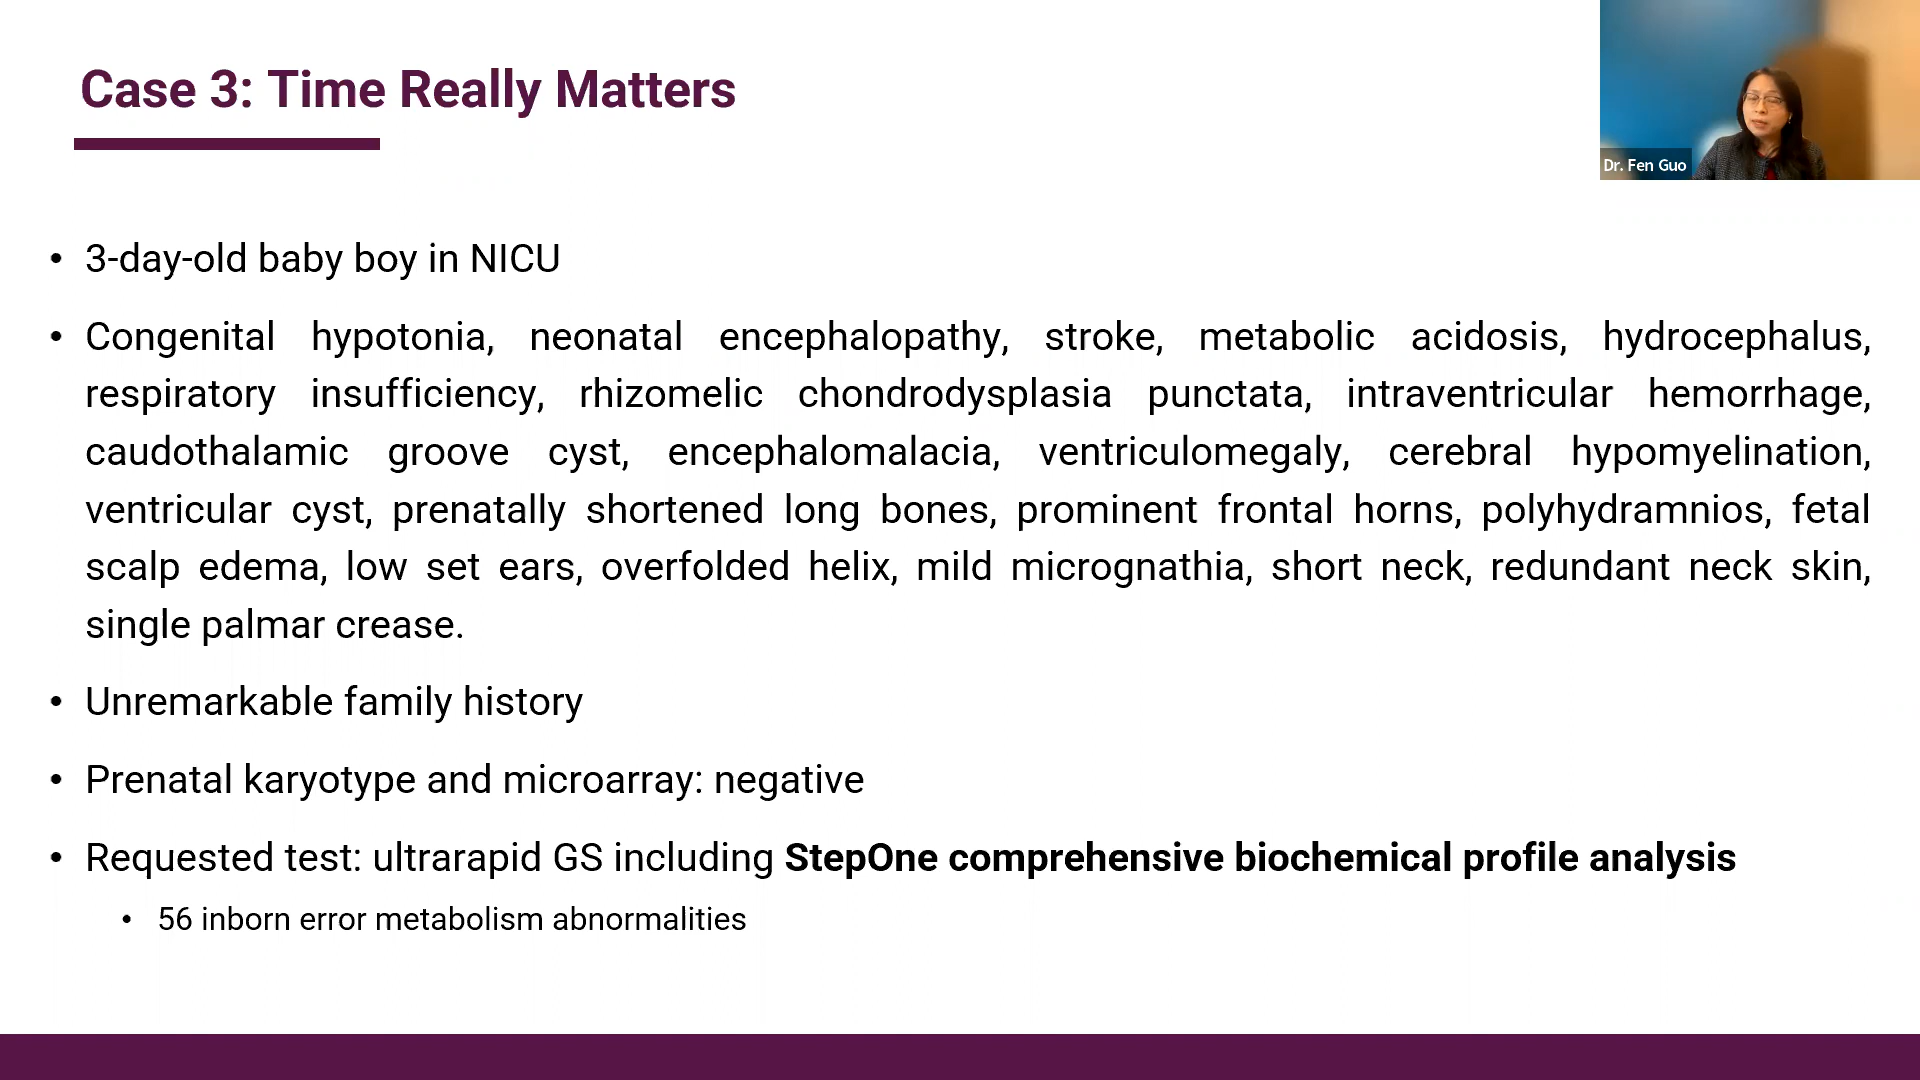 Case 3: Time Really Matters
Dr. Fen Guo
• 3-day-old baby boy in NICU
• Congenital hypotonia, neonatal encephalopathy, stroke, metabolic acidosis, hydrocephalus,
respiratory insufficiency, rhizomelic chondrodysplasia punctata, intraventricular hemorrhage,
caudothalamic groove cyst, encephalomalacia, ventriculomegaly, cerebral hypomyelination,
ventricular cyst, prenatally shortened long bones, prominent frontal horns, polyhydramnios, fetal
scalp edema, low set ears, overfolded helix, mild micrognathia, short neck, redundant neck skin,
single palmar crease.
• Unremarkable family history
• Prenatal karyotype and microarray: negative
• Requested test: ultrarapid GS including StepOne comprehensive biochemical profile analysis
• 56 inborn error metabolism abnormalities